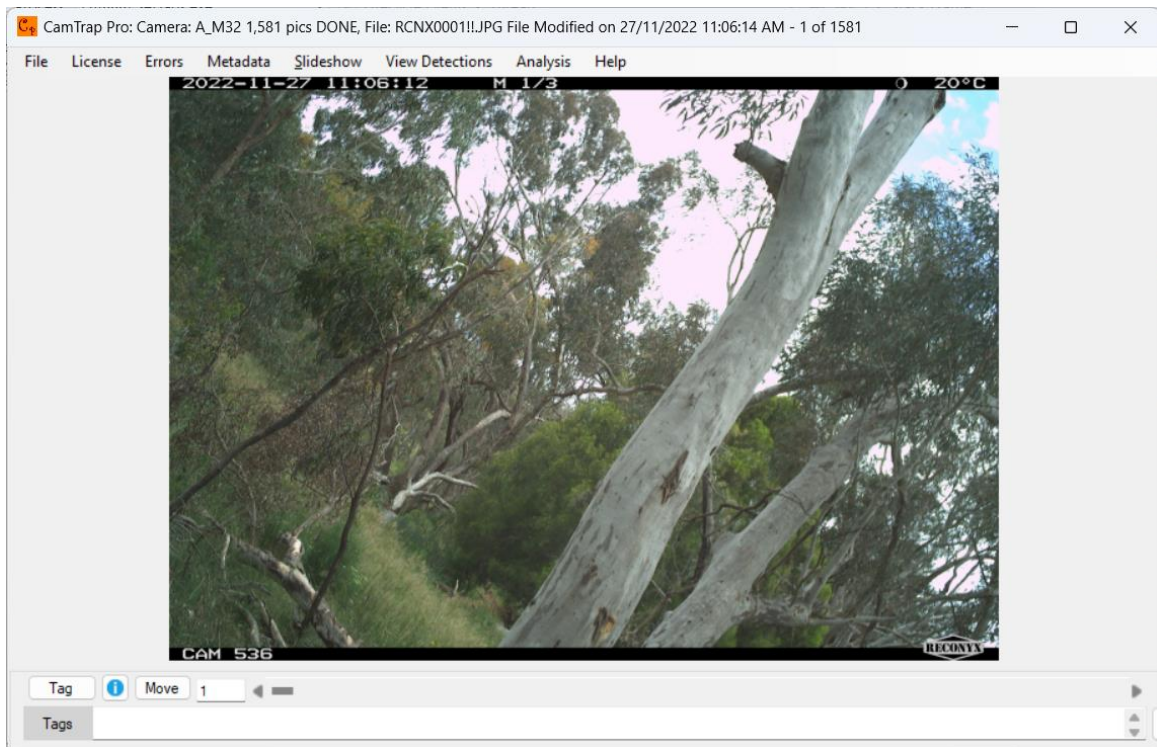 CamTrap Pro: Camera: A_M32 1,581 pics DONE, File: RCNX0001!!.JPG File Modified on 27/11/2022 11:06:14 AM - 1 of 1581
File License Errors Metadata Slideshow View Detections Analysis Help
2022-11-27 11:06:12 M 1/3 20°C
CAM 536 RECONYX
Tag Move 1
Tags